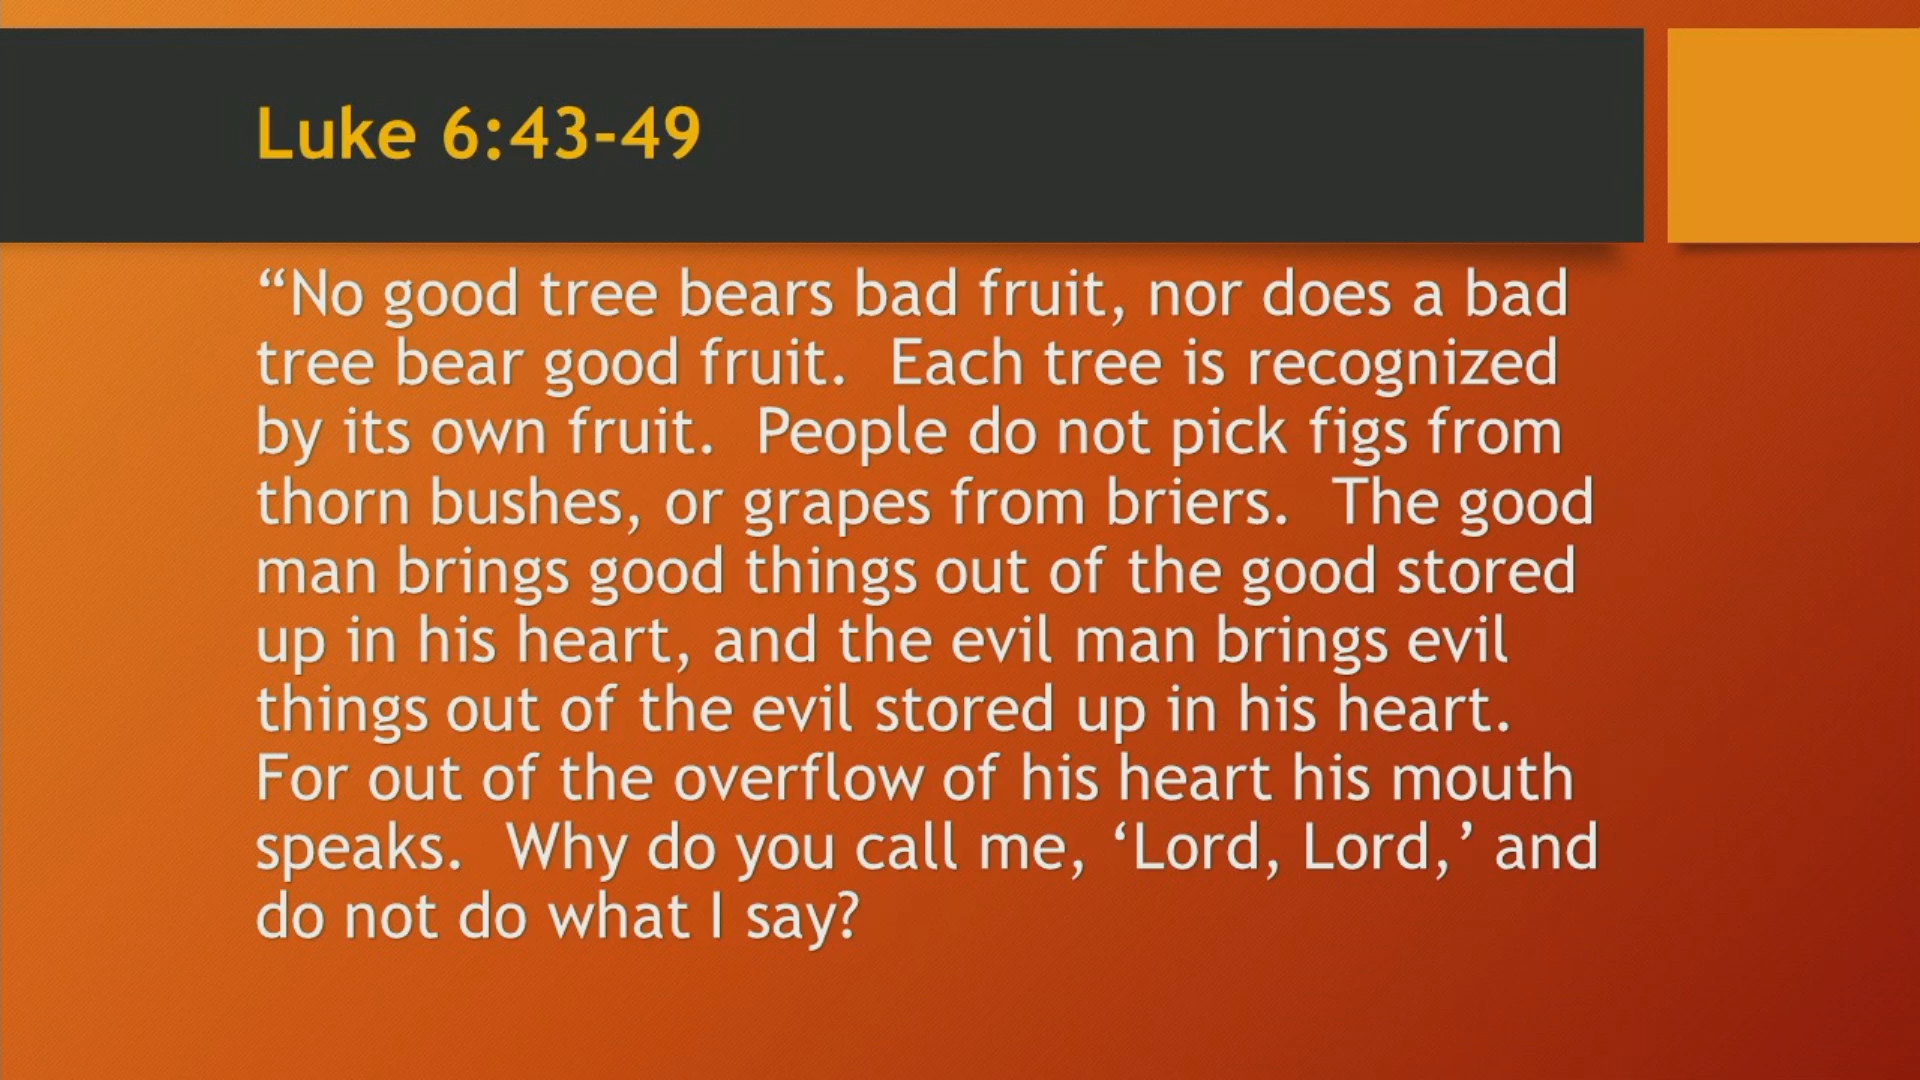 Luke 6:43-49
“No good tree bears bad fruit, nor does a bad
tree bear good fruit.  Each tree is recognized
by its own fruit.  People do not pick figs from
thorn bushes, or grapes from briers.  The good
man brings good things out of the good stored
up in his heart, and the evil man brings evil
things out of the evil stored up in his heart.
For out of the overflow of his heart his mouth
speaks.  Why do you call me, ‘Lord, Lord,’ and
do not do what I say?